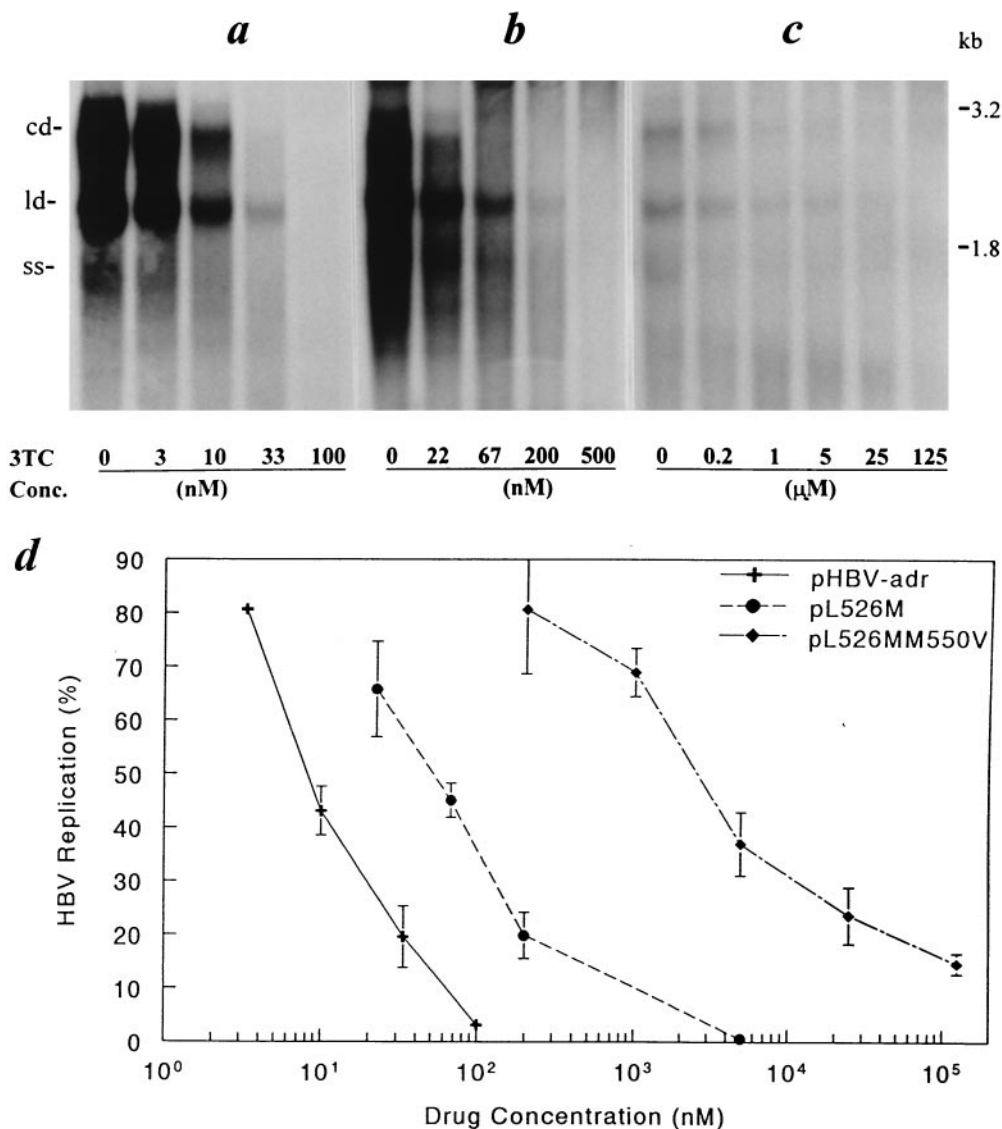 a b c kb
cd- -3.2
ld-
-1.8
ss-
3TC 0 3 10 33 100 0 22 67 200 500 0 0.2 1 5 25 125
Conc. (nM) (nM) (μM)
d
90
80
70
60
50
40
30
20
10
0
HBV Replication (%)
pHBV-adr
pL526M
pL526MM550V
10⁰ 10¹ 10² 10³ 10⁴ 10⁵
Drug Concentration (nM)